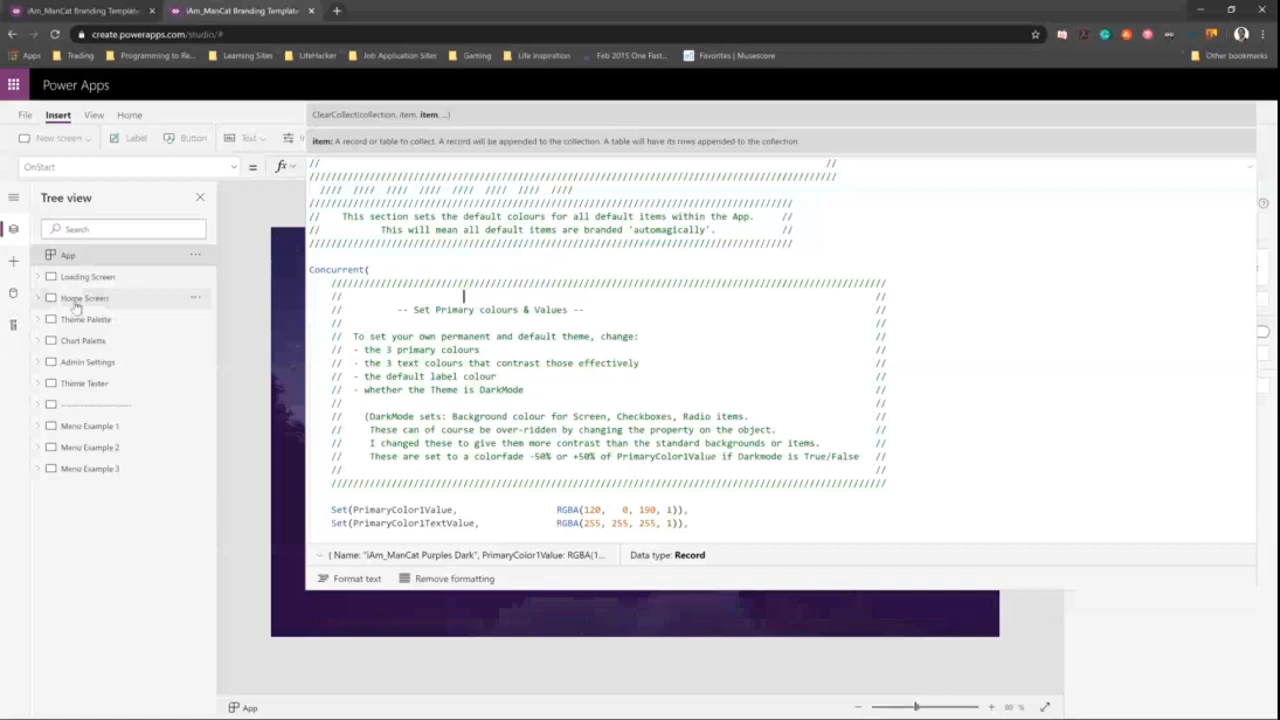 iAm_ManCat Branding Templat
iAm_ManCat Branding Templat
create.powerapps.com/studio/#
Apps
Trading
Programming to Re...
Learning Sites
LifeHacker
Job Application Sites
Gaming
Life inspiration
Feb 2015 One Fast...
Favorites | Musescore
Other bookmarks
Power Apps
File
Insert
View
Home
New screen
Label
Button
Text
ClearCollect(collection, item, item, ...)
item: A record or table to collect. A record will be appended to the collection. A table will have its rows appended to the collection.
OnStart
=
fx
Tree view
Search
App
Loading Screen
Home Screen
Theme Palette
Chart Palette
Admin Settings
Theme Tester
Menu Example 1
Menu Example 2
Menu Example 3
// This section sets the default colours for all default items within the App. //
// This will mean all default items are branded 'automagically'. //
Concurrent(
// //
// -- Set Primary colours & Values -- //
// //
// To set your own permanent and default theme, change: //
// - the 3 primary colours //
// - the 3 text colours that contrast those effectively //
// - the default label colour //
// - whether the Theme is DarkMode //
// //
// (DarkMode sets: Background colour for Screen, Checkboxes, Radio items. //
// These can of course be over-ridden by changing the property on the object. //
// I changed these to give them more contrast than the standard backgrounds or items. //
// These are set to a colorfade -50% or +50% of PrimaryColor1Value if Darkmode is True/False //
// //
Set(PrimaryColor1Value, RGBA(120, 0, 190, 1)),
Set(PrimaryColor1TextValue, RGBA(255, 255, 255, 1)),
{ Name: "iAm_ManCat Purples Dark", PrimaryColor1Value: RGBA(1...
Data type: Record
Format text
Remove formatting
App
80 %